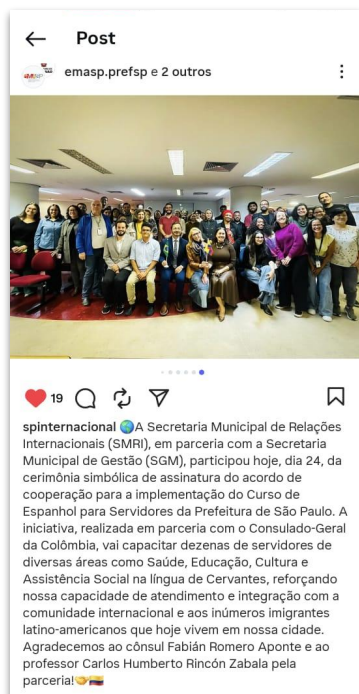 Post
emasp.prefsp e 2 outros
19
spinternacional 🌎A Secretaria Municipal de Relações
Internacionais (SMRI), em parceria com a Secretaria
Municipal de Gestão (SGM), participou hoje, dia 24, da
cerimônia simbólica de assinatura do acordo de
cooperação para a implementação do Curso de
Espanhol para Servidores da Prefeitura de São Paulo. A
iniciativa, realizada em parceria com o Consulado-Geral
da Colômbia, vai capacitar dezenas de servidores de
diversas áreas como Saúde, Educação, Cultura e
Assistência Social na língua de Cervantes, reforçando
nossa capacidade de atendimento e integração com a
comunidade internacional e aos inúmeros imigrantes
latino-americanos que hoje vivem em nossa cidade.
Agradecemos ao cônsul Fabián Romero Aponte e ao
professor Carlos Humberto Rincón Zabala pela
parceria!🤝🇨🇴